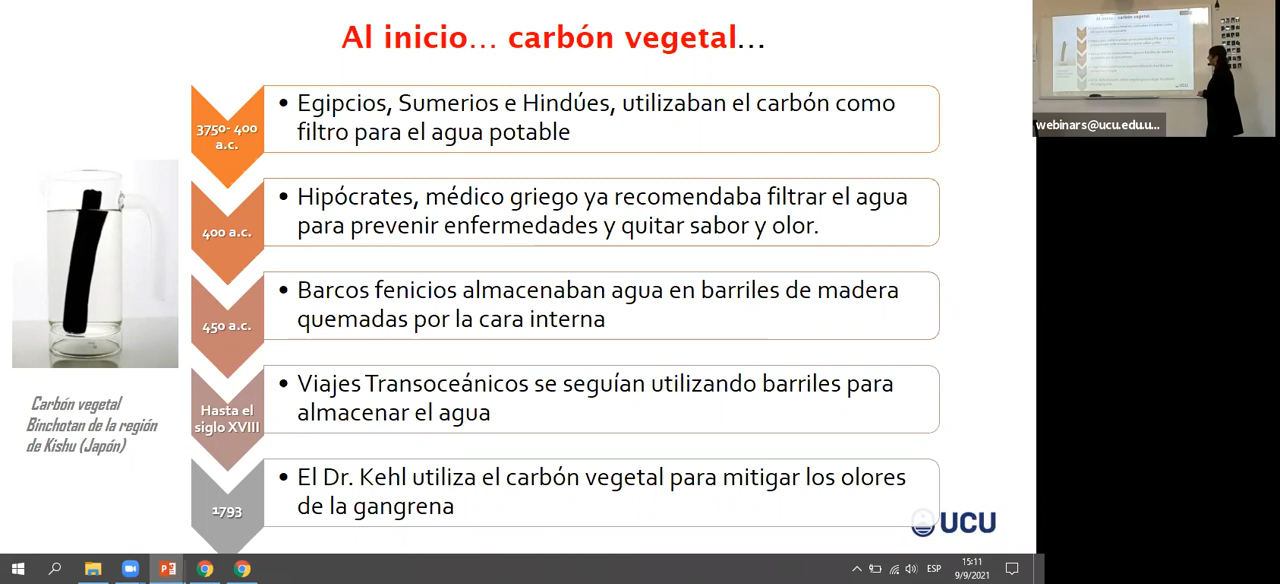 Al inicio... carbón vegetal...
3750- 400
a.c.
• Egipcios, Sumerios e Hindúes, utilizaban el carbón como
filtro para el agua potable
400 a.c.
• Hipócrates, médico griego ya recomendaba filtrar el agua
para prevenir enfermedades y quitar sabor y olor.
450 a.c.
• Barcos fenicios almacenaban agua en barriles de madera
quemadas por la cara interna
Hasta el
siglo XVIII
• Viajes Transoceánicos se seguían utilizando barriles para
almacenar el agua
1793
• El Dr. Kehl utiliza el carbón vegetal para mitigar los olores
de la gangrena
Carbón vegetal
Binchotan de la región
de Kishu (Japón)
UCU
webinars@ucu.edu.u...
ESP
15:11
9/9/2021